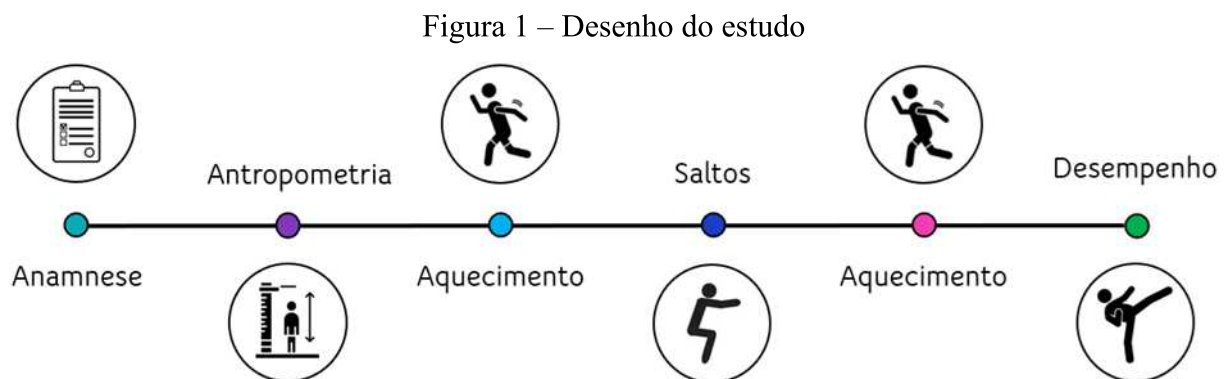 Figura 1 – Desenho do estudo
Anamnese
Antropometria
Aquecimento
Saltos
Aquecimento
Desempenho